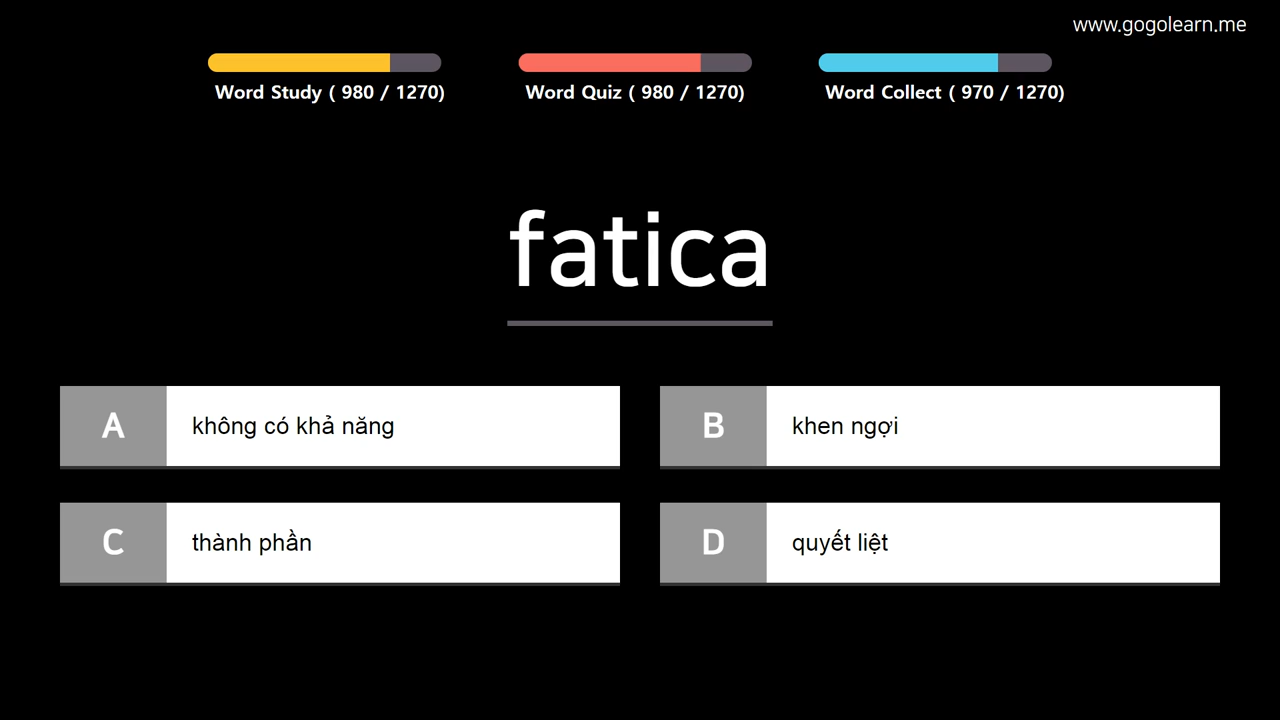 www.gogolearn.me
Word Study ( 980 / 1270)
Word Quiz ( 980 / 1270)
Word Collect ( 970 / 1270)
fatica
A không có khả năng
B khen ngợi
C thành phần
D quyết liệt